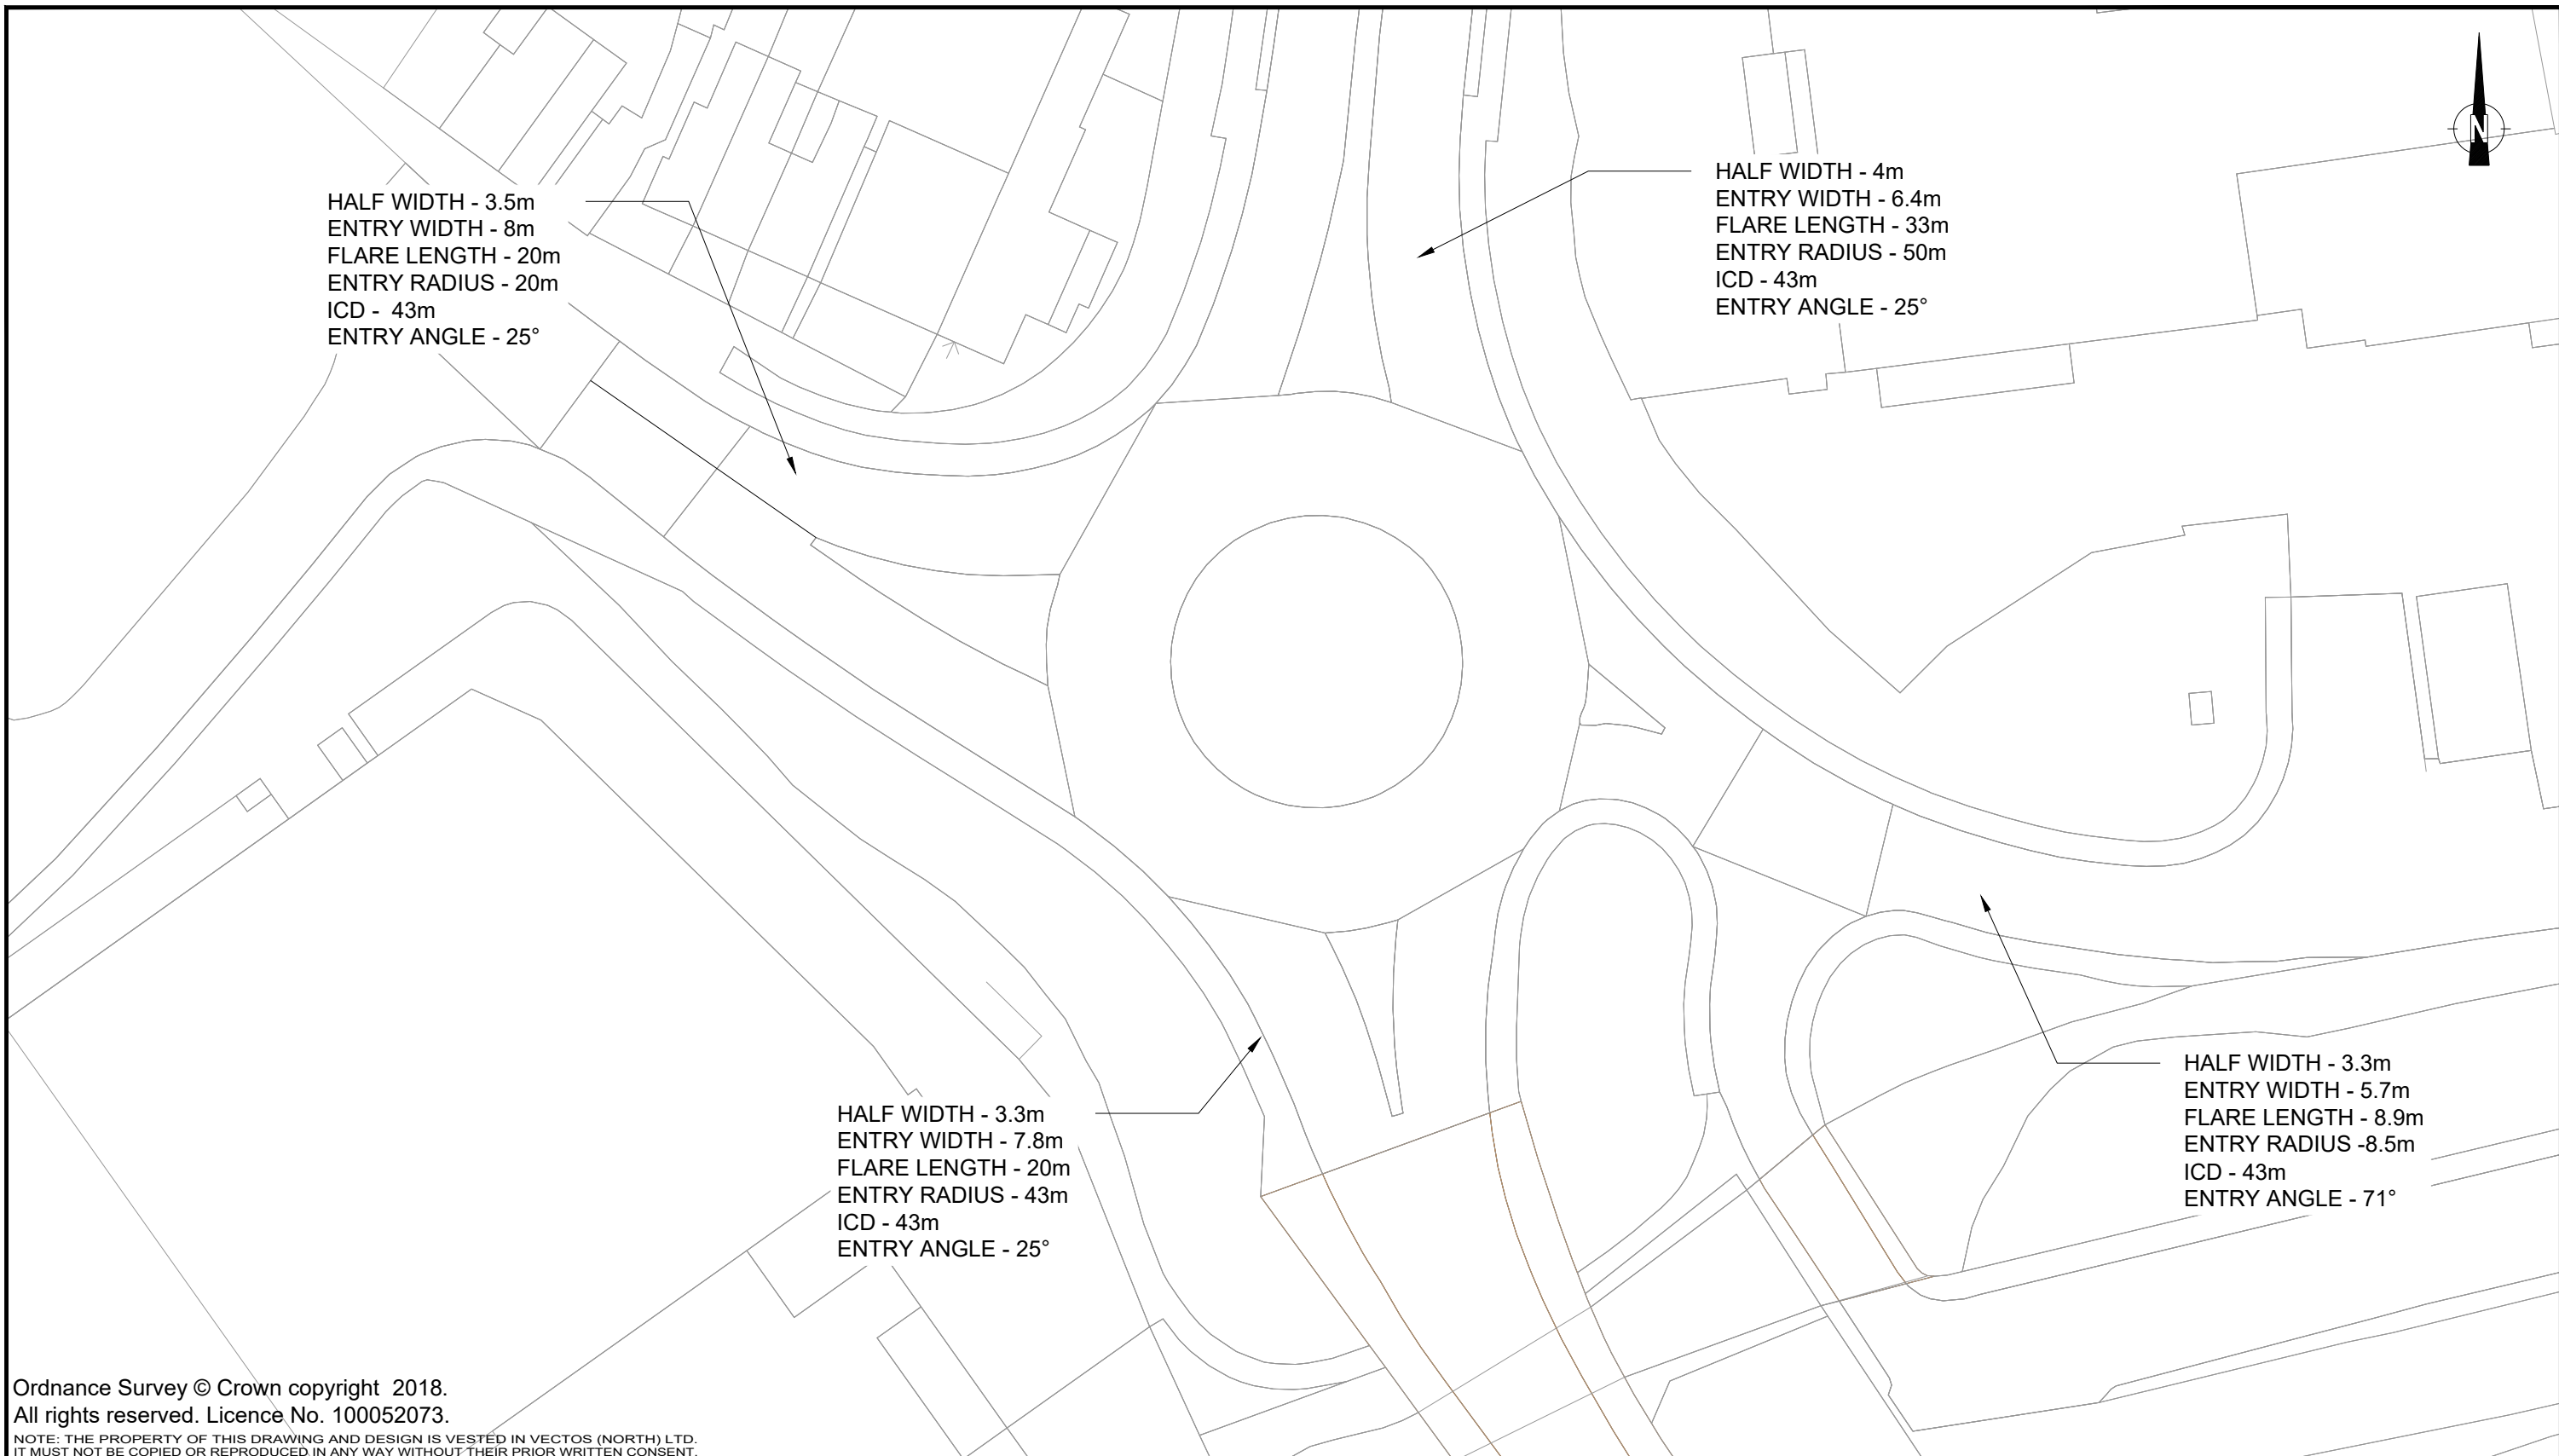 HALF WIDTH - 3.5m
ENTRY WIDTH - 8m
FLARE LENGTH - 20m
ENTRY RADIUS - 20m
ICD -  43m
ENTRY ANGLE - 25°
HALF WIDTH - 4m
ENTRY WIDTH - 6.4m
FLARE LENGTH - 33m
ENTRY RADIUS - 50m
ICD - 43m
ENTRY ANGLE - 25°
N
HALF WIDTH - 3.3m
ENTRY WIDTH - 7.8m
FLARE LENGTH - 20m
ENTRY RADIUS - 43m
ICD - 43m
ENTRY ANGLE - 25°
HALF WIDTH - 3.3m
ENTRY WIDTH - 5.7m
FLARE LENGTH - 8.9m
ENTRY RADIUS -8.5m
ICD - 43m
ENTRY ANGLE - 71°
Ordnance Survey © Crown copyright  2018.
All rights reserved. Licence No. 100052073.
NOTE: THE PROPERTY OF THIS DRAWING AND DESIGN IS VESTED IN VECTOS (NORTH) LTD.
IT MUST NOT BE COPIED OR REPRODUCED IN ANY WAY WITHOUT THEIR PRIOR WRITTEN CONSENT.